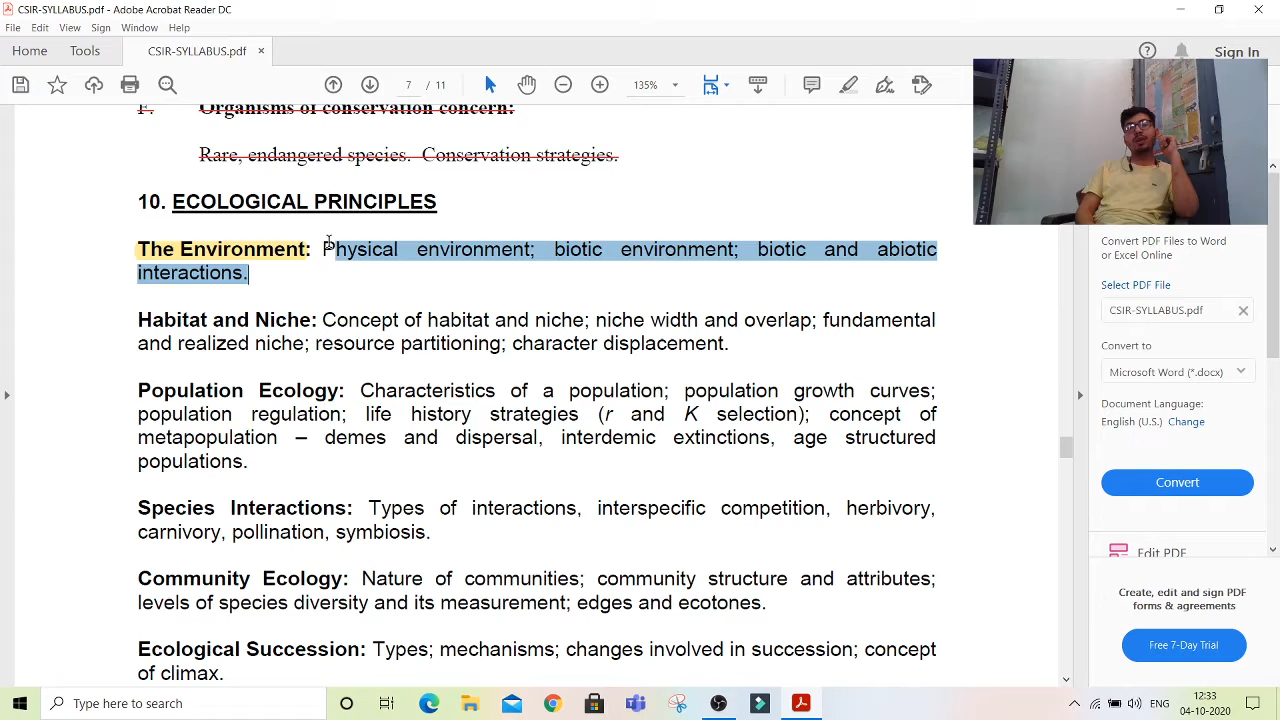 CSIR-SYLLABUS.pdf - Adobe Acrobat Reader DC
File Edit View Sign Window Help
Home Tools CSIR-SYLLABUS.pdf × Sign In
7 / 11 135%
F. Organisms of conservation concern:
Rare, endangered species. Conservation strategies.
10. ECOLOGICAL PRINCIPLES
The Environment: Physical environment; biotic environment; biotic and abiotic
interactions.
Habitat and Niche: Concept of habitat and niche; niche width and overlap; fundamental
and realized niche; resource partitioning; character displacement.
Population Ecology: Characteristics of a population; population growth curves;
population regulation; life history strategies (r and K selection); concept of
metapopulation – demes and dispersal, interdemic extinctions, age structured
populations.
Species Interactions: Types of interactions, interspecific competition, herbivory,
carnivory, pollination, symbiosis.
Community Ecology: Nature of communities; community structure and attributes;
levels of species diversity and its measurement; edges and ecotones.
Ecological Succession: Types; mechanisms; changes involved in succession; concept
of climax.
Convert PDF Files to Word
or Excel Online
Select PDF File
CSIR-SYLLABUS.pdf
Convert to
Microsoft Word (*.docx)
Document Language:
English (U.S.) Change
Convert
Edit PDF
Create, edit and sign PDF
forms & agreements
Free 7-Day Trial
Type here to search
ENG
12:33
04-10-2020